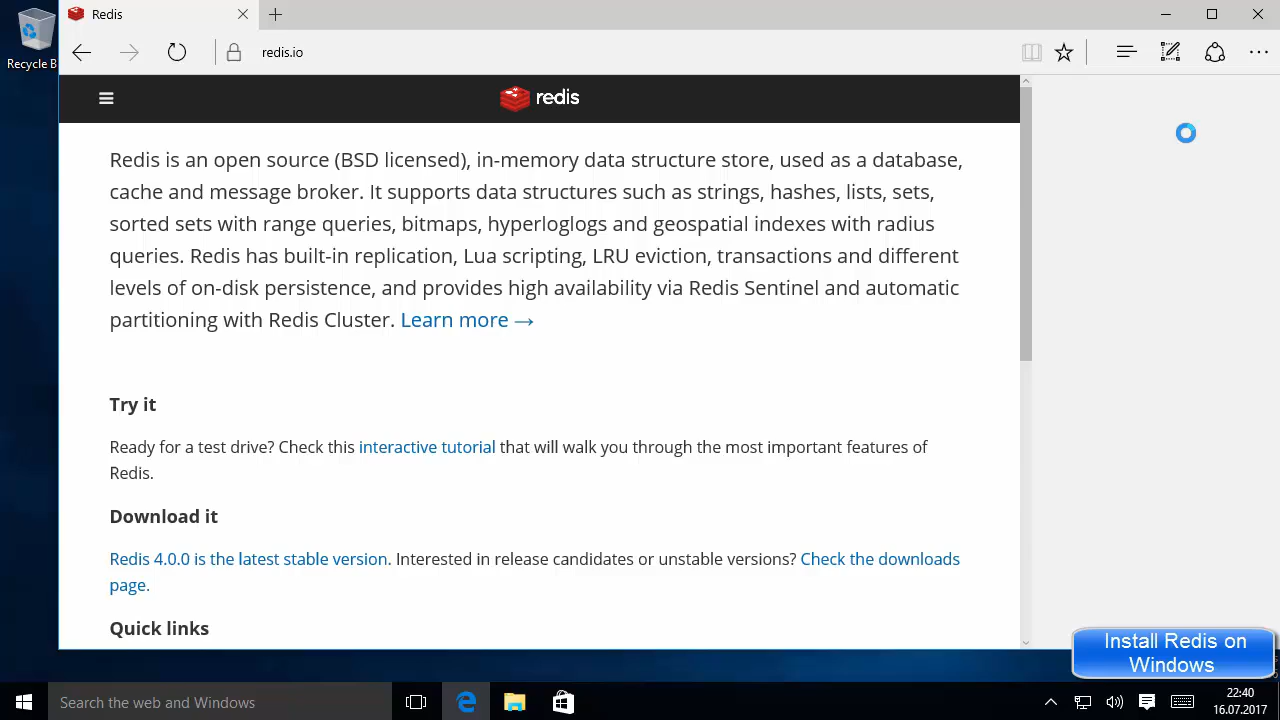 Redis
Recycle B
redis.io
redis
Redis is an open source (BSD licensed), in-memory data structure store, used as a database,
cache and message broker. It supports data structures such as strings, hashes, lists, sets,
sorted sets with range queries, bitmaps, hyperloglogs and geospatial indexes with radius
queries. Redis has built-in replication, Lua scripting, LRU eviction, transactions and different
levels of on-disk persistence, and provides high availability via Redis Sentinel and automatic
partitioning with Redis Cluster. Learn more →
Try it
Ready for a test drive? Check this interactive tutorial that will walk you through the most important features of
Redis.
Download it
Redis 4.0.0 is the latest stable version. Interested in release candidates or unstable versions? Check the downloads
page.
Quick links
Install Redis on
Windows
Search the web and Windows
22:40
16.07.2017